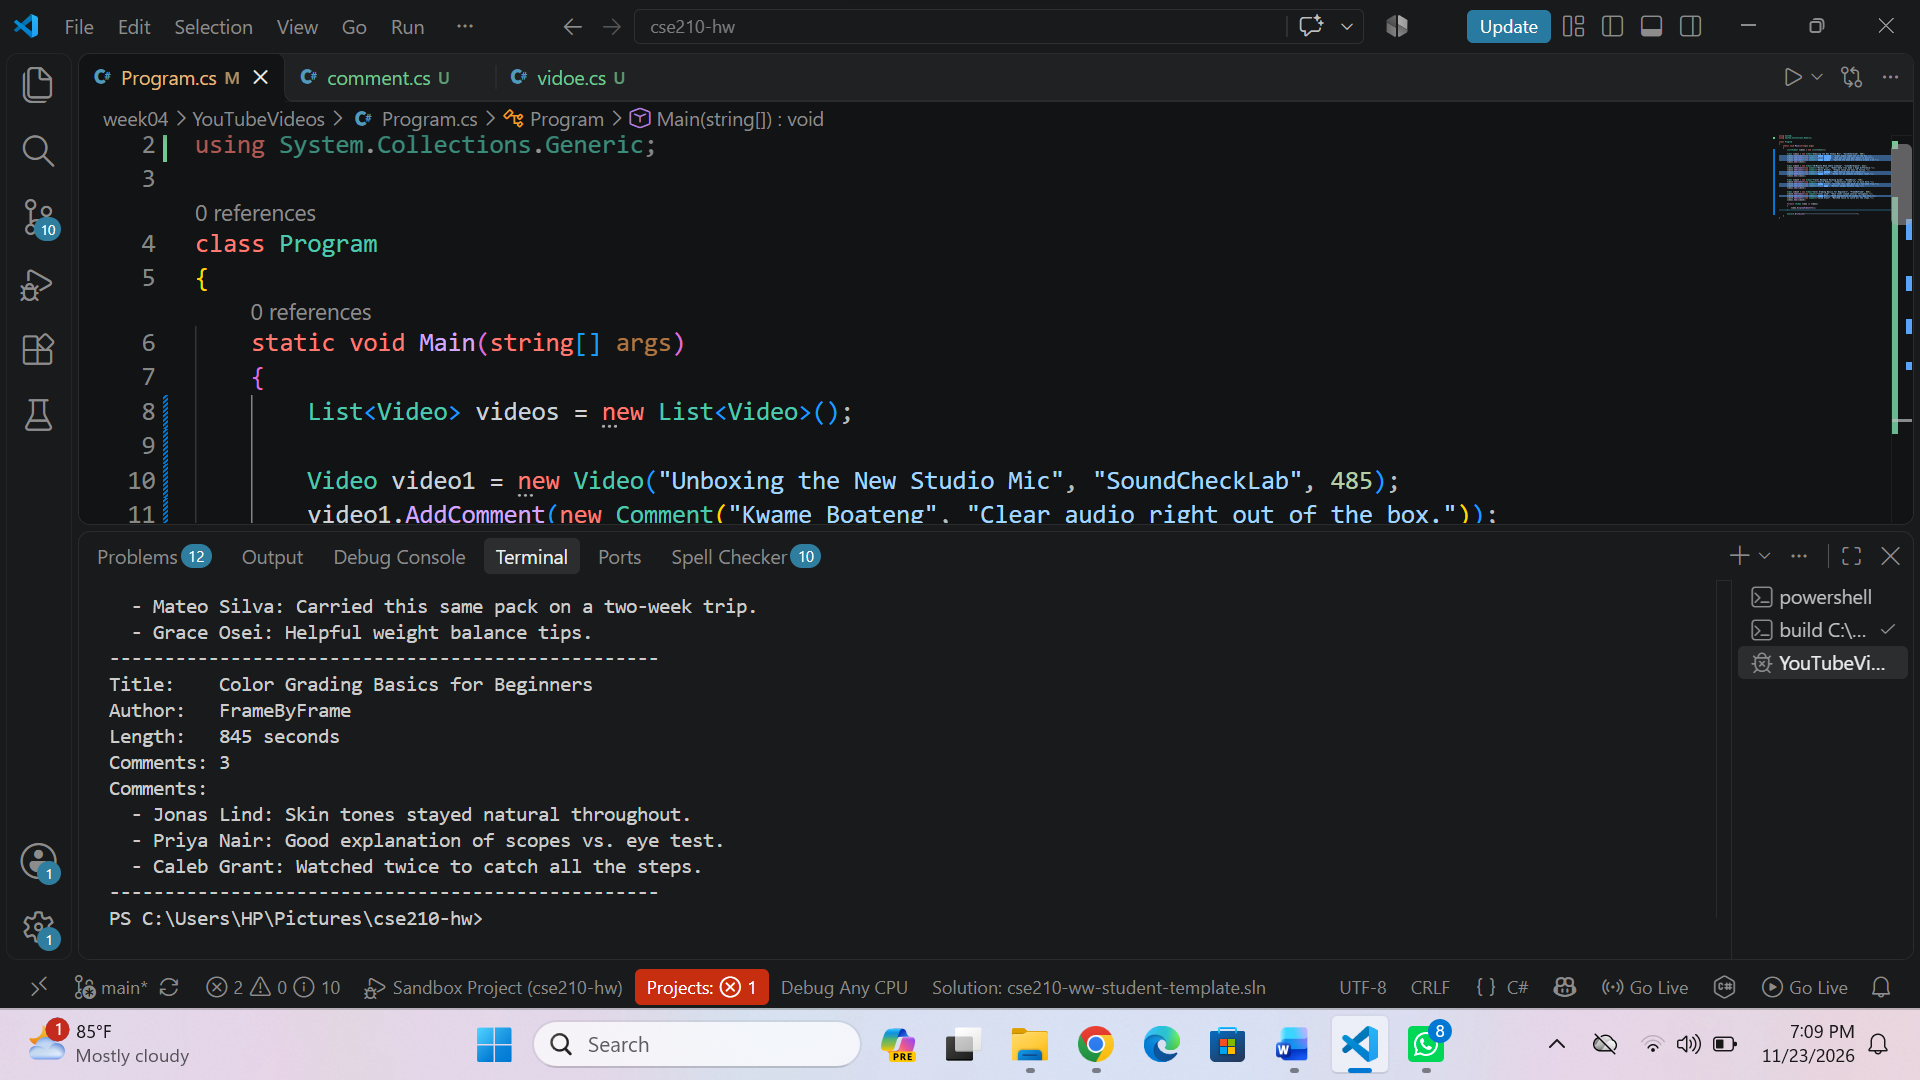 File Edit Selection View Go Run
cse210-hw
Update
Program.cs M
comment.cs U
vidoe.cs U
week04 > YouTubeVideos > Program.cs > Program > Main(string[]) : void
2 using System.Collections.Generic;
3
0 references
4 class Program
5 {
0 references
6 static void Main(string[] args)
7 {
8 List<Video> videos = new List<Video>();
9
10 Video video1 = new Video("Unboxing the New Studio Mic", "SoundCheckLab", 485);
11 video1.AddComment(new Comment("Kwame Boateng", "Clear audio right out of the box."));
Problems 12 Output Debug Console Terminal Ports Spell Checker 10
- Mateo Silva: Carried this same pack on a two-week trip.
- Grace Osei: Helpful weight balance tips.
--------------------------------------------------
Title: Color Grading Basics for Beginners
Author: FrameByFrame
Length: 845 seconds
Comments: 3
Comments:
- Jonas Lind: Skin tones stayed natural throughout.
- Priya Nair: Good explanation of scopes vs. eye test.
- Caleb Grant: Watched twice to catch all the steps.
--------------------------------------------------
PS C:\Users\HP\Pictures\cse210-hw>
powershell
build C:\...
YouTubeVi...
10
1
1
main* 2 0 10 Sandbox Project (cse210-hw) Projects: 1 Debug Any CPU Solution: cse210-ww-student-template.sln UTF-8 CRLF { } C# Go Live Go Live
1
85°F
Mostly cloudy
Search
PRE
8
7:09 PM
11/23/2026